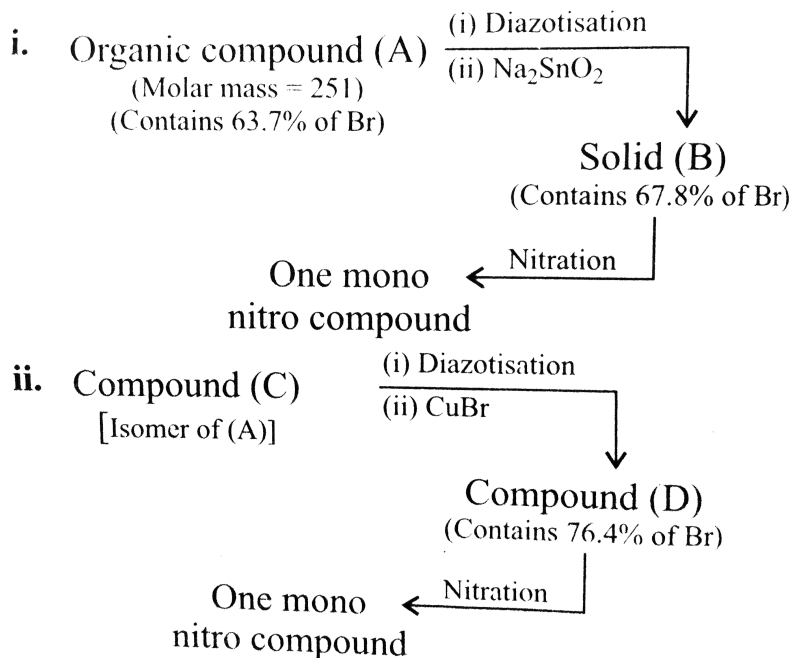 i. Organic compound (A) (i) Diazotisation
(Molar mass = 251) (ii) Na₂SnO₂
(Contains 63.7% of Br)
Solid (B)
(Contains 67.8% of Br)
Nitration
One mono
nitro compound
ii. Compound (C) (i) Diazotisation
[Isomer of (A)] (ii) CuBr
Compound (D)
(Contains 76.4% of Br)
Nitration
One mono
nitro compound